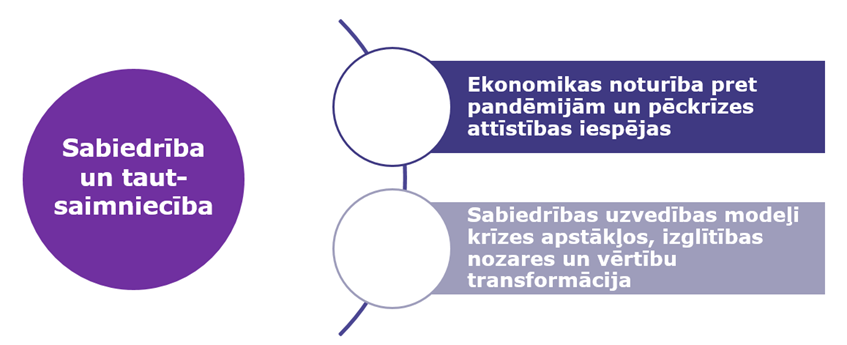 Sabiedrība
un taut-
saimniecība
Ekonomikas noturība pret
pandēmijām un pēckrīzes
attīstības iespējas
Sabiedrības uzvedības modeļi
krīzes apstākļos, izglītības
nozares un vērtību
transformācija